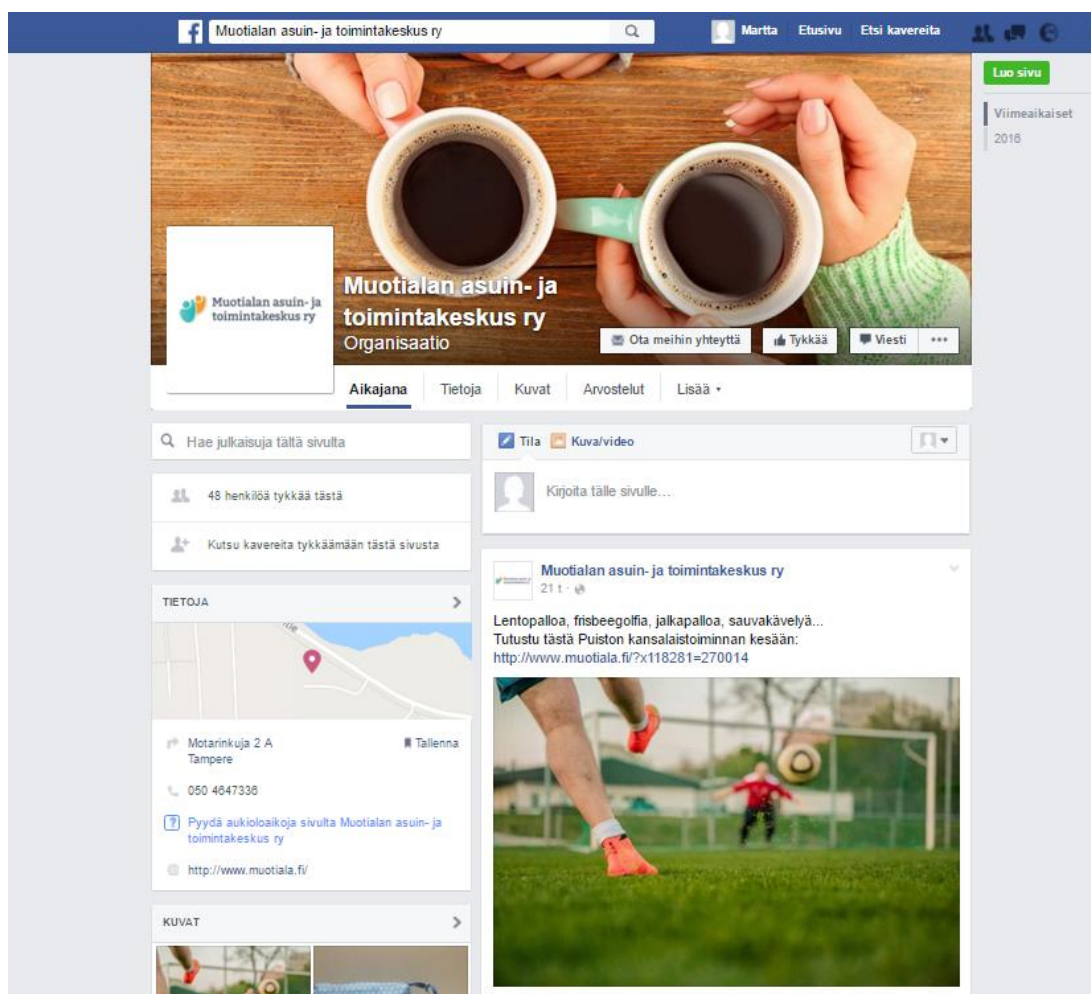 Muotialan asuin- ja toimintakeskus ry
Martta
Etusivu
Etsi kavereita
Luo sivu
Viimeaikaiset
2016
Muotialan asuin- ja
toimintakeskus ry
Muotialan asuin- ja
toimintakeskus ry
Organisaatio
Ota meihin yhteyttä
Tykkää
Viesti
Aikajana
Tietoja
Kuvat
Arvostelut
Lisää
Hae julkaisuja tältä sivulta
48 henkilöä tykkää tästä
Kutsu kavereita tykkäämään tästä sivusta
TIETOJA
Motarinkuja 2 A
Tampere
Tallenna
050 4647336
Pyydä aukioloaikoja sivulta Muotialan asuin- ja
toimintakeskus ry
http://www.muotiala.fi/
KUVAT
Tila
Kuva/video
Kirjoita tälle sivulle...
Muotialan asuin- ja toimintakeskus ry
21 t ·
Lentopalloa, frisbeegolfia, jalkapalloa, sauvakävelyä...
Tutustu tästä Puiston kansalaistoiminnan kesään:
http://www.muotiala.fi/?x118281=270014